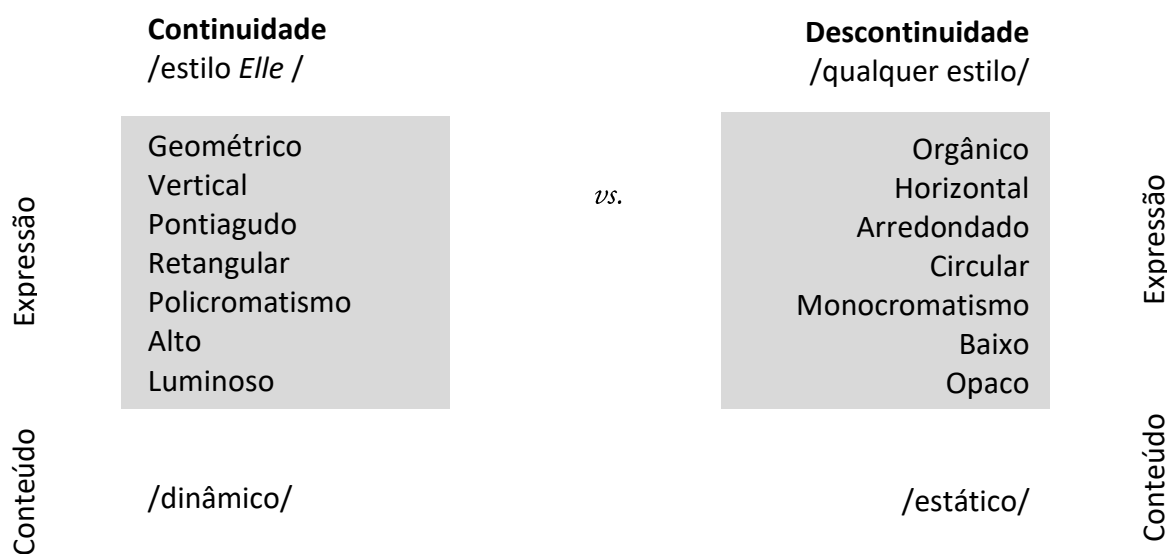 Continuidade
/estilo Elle /
Descontinuidade
/qualquer estilo/
Expressão
Geométrico
Vertical
Pontiagudo
Retangular
Policromatismo
Alto
Luminoso
vs.
Orgânico
Horizontal
Arredondado
Circular
Monocromatismo
Baixo
Opaco
Expressão
Conteúdo
/dinâmico/
/estático/
Conteúdo